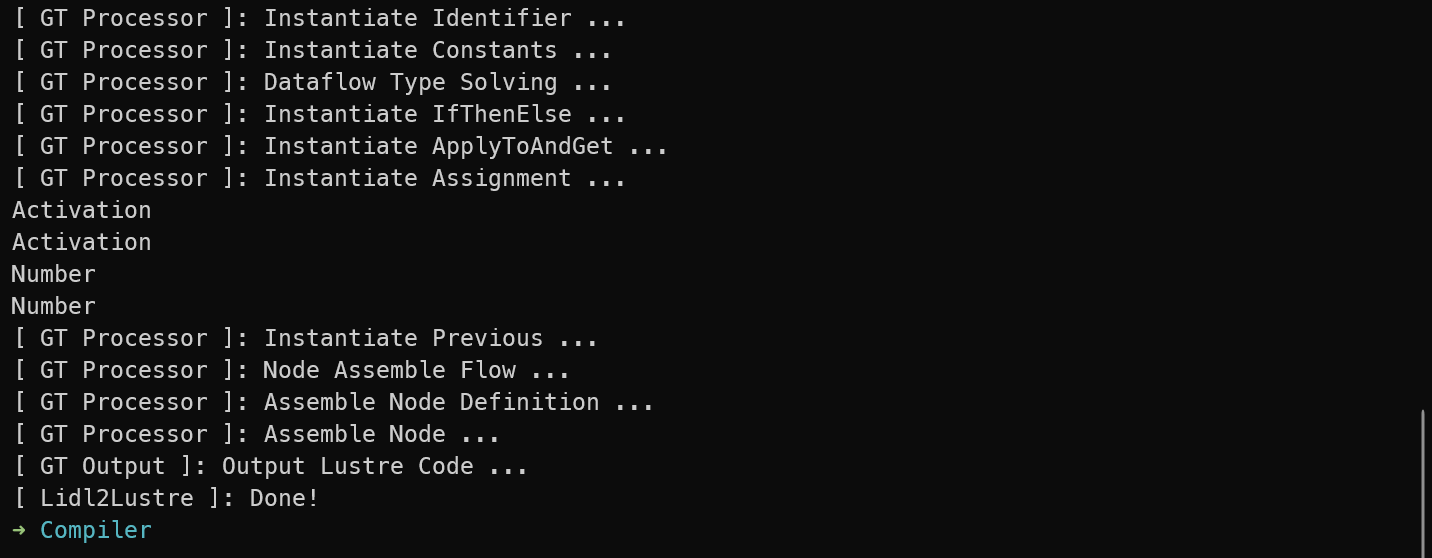 [ GT Processor ]: Instantiate Identifier ...
[ GT Processor ]: Instantiate Constants ...
[ GT Processor ]: Dataflow Type Solving ...
[ GT Processor ]: Instantiate IfThenElse ...
[ GT Processor ]: Instantiate ApplyToAndGet ...
[ GT Processor ]: Instantiate Assignment ...
Activation
Activation
Number
Number
[ GT Processor ]: Instantiate Previous ...
[ GT Processor ]: Node Assemble Flow ...
[ GT Processor ]: Assemble Node Definition ...
[ GT Processor ]: Assemble Node ...
[ GT Output ]: Output Lustre Code ...
[ Lidl2Lustre ]: Done!
➜ Compiler